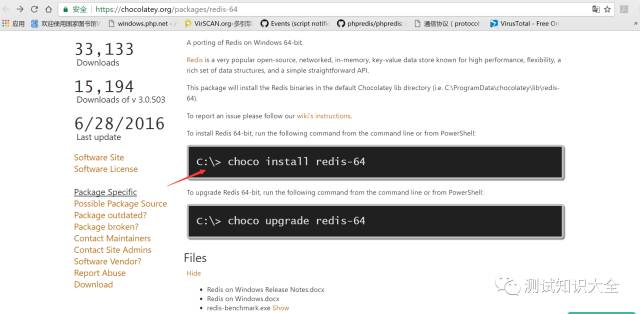 安全 | https://chocolatey.org/packages/redis-64
应用 欢迎使用国家图书馆 windows.php.net - / VirSCAN.org-多引擎 Events (script notific phpredis/phpredis: 通信协议（protocol VirusTotal - Free On
33,133
Downloads
15,194
Downloads of v 3.0.503
6/28/2016
Last update
Software Site
Software License
Package Specific
Possible Package Source
Package outdated?
Package broken?
Contact Maintainers
Contact Site Admins
Software Vendor?
Report Abuse
Download
A porting of Redis on Windows 64-bit.
Redis is a very popular open-source, networked, in-memory, key-value data store known for high performance, flexibility, a
rich set of data structures, and a simple straightforward API.
This package will install the Redis binaries in the default Chocolatey lib directory (i.e. C:\ProgramData\chocolatey\lib\redis-
64).
To report an issue please follow our wiki's instructions.
To install Redis 64-bit, run the following command from the command line or from PowerShell:
C:\> choco install redis-64
To upgrade Redis 64-bit, run the following command from the command line or from PowerShell:
C:\> choco upgrade redis-64
Files
Hide
Redis on Windows Release Notes.docx
Redis on Windows.docx
redis-benchmark.exe Show
测试知识大全